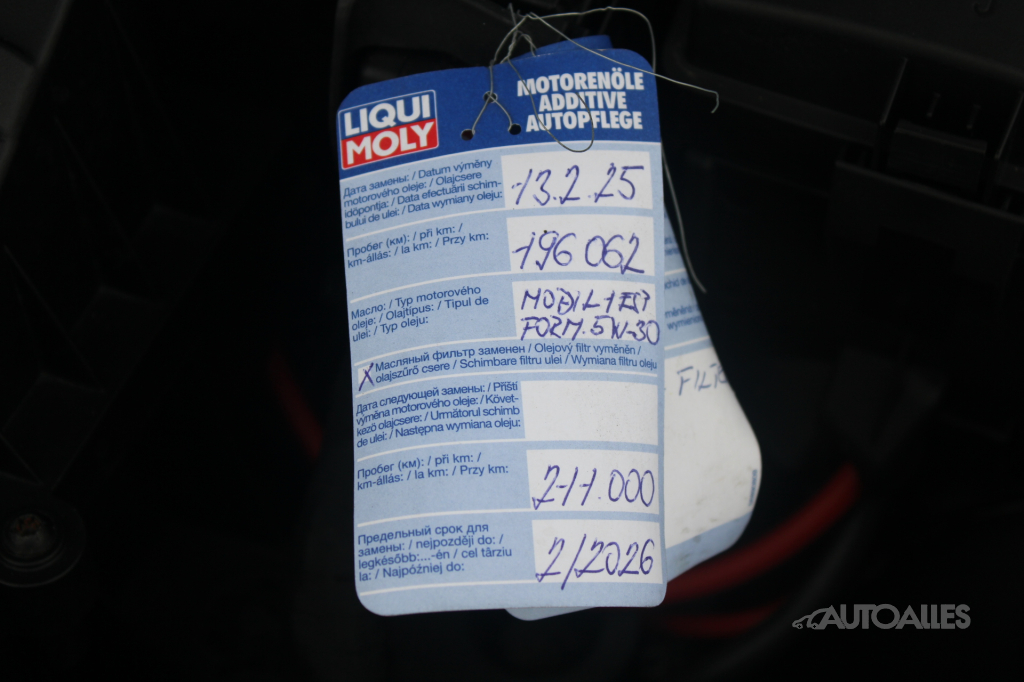 LIQUI
MOLY
MOTORENÖLE
ADDITIVE
AUTOPFLEGE
Дата замены: / Datum výměny
motorového oleje: / Olajcsere
időpontja: / Data efectuării schim-
bului de ulei: / Data wymiany oleju:
13.2.25
Пробег (км): / při km: /
km-állás: / la km: / Przy km:
196 062
Масло: / Typ motorového
oleje: / Olajtípus: / Tipul de
ulei: / Typ oleju:
MOBIL 1 ESP
FORM. 5W-30
X Масляный фильтр заменен / Olejový filtr vyměněn /
olajszűrő csere / Schimbare filtru ulei / Wymiana filtru oleju
Дата следующей замены: / Příští
výměna motorového oleje: / Követ-
kező olajcsere: / Următorul schimb
de ulei: / Następna wymiana oleju:
Пробег (км): / při km: /
km-állás: / la km: / Przy km:
211.000
Предельный срок для
замены: / nejpozději do: /
legkésőbb:...-én / cel târziu
la: / Najpóźniej do:
2/2026
AUTOALLES